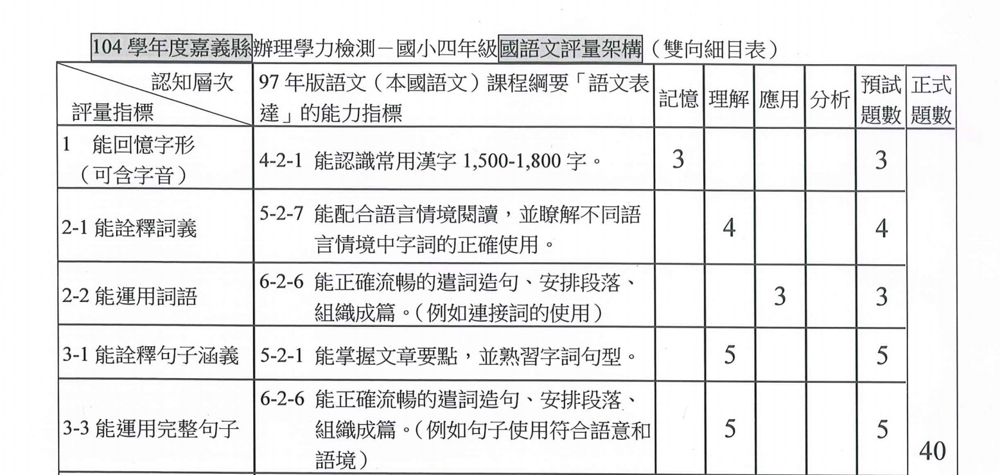 104 學年度嘉義縣辦理學力檢測－國小四年級國語文評量架構（雙向細目表）
認知層次
評量指標
97 年版語文（本國語文）課程綱要「語文表
達」的能力指標
記憶
理解
應用
分析
預試
題數
正式
題數
1 能回憶字形
（可含字音）
4-2-1 能認識常用漢字 1,500-1,800 字。
3
3
2-1 能詮釋詞義
5-2-7 能配合語言情境閱讀，並瞭解不同語
言情境中字詞的正確使用。
4
4
2-2 能運用詞語
6-2-6 能正確流暢的遣詞造句、安排段落、
組織成篇。（例如連接詞的使用）
3
3
3-1 能詮釋句子涵義
5-2-1 能掌握文章要點，並熟習字詞句型。
5
5
3-3 能運用完整句子
6-2-6 能正確流暢的遣詞造句、安排段落、
組織成篇。（例如句子使用符合語意和
語境）
5
5
40